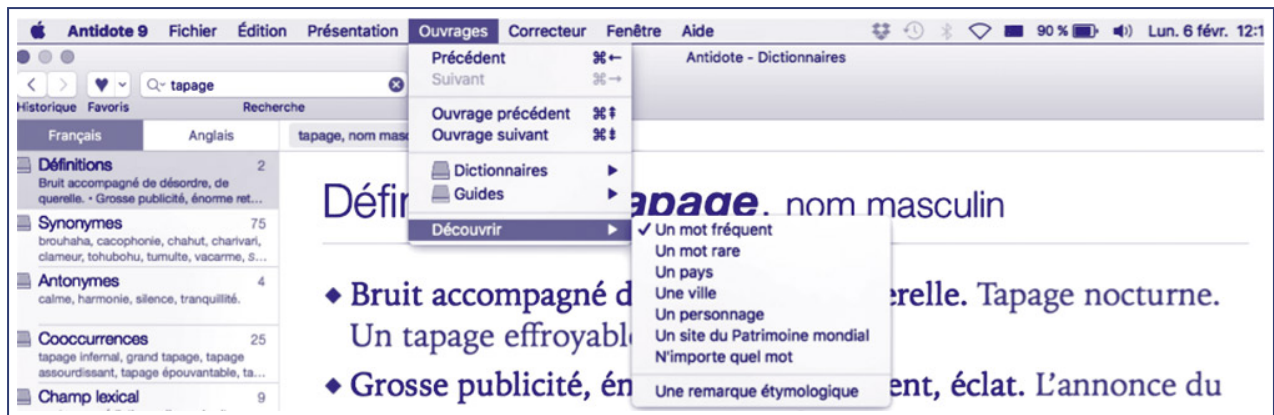 Antidote 9 Fichier Édition Présentation Ouvrages Correcteur Fenêtre Aide 90 % Lun. 6 févr. 12:1
Antidote - Dictionnaires
tapage
Historique Favoris Recherche
Français Anglais
tapage, nom masc
Définitions 2
Bruit accompagné de désordre, de
querelle. • Grosse publicité, énorme ret...
Synonymes 75
brouhaha, cacophonie, chahut, charivari,
clameur, tohubohu, tumulte, vacarme, s...
Antonymes 4
calme, harmonie, silence, tranquillité.
Cooccurrences 25
tapage infernal, grand tapage, tapage
assourdissant, tapage épouvantable, ta...
Champ lexical 9
Précédent ⌘←
Suivant ⌘→
Ouvrage précédent ⌘⇞
Ouvrage suivant ⌘⇟
Dictionnaires ▶
Guides ▶
Découvrir ▶
✓ Un mot fréquent
Un mot rare
Un pays
Une ville
Un personnage
Un site du Patrimoine mondial
N'importe quel mot
Une remarque étymologique
Défin tapage, nom masculin
◆ Bruit accompagné d erelle. Tapage nocturne.
Un tapage effroyabl
◆ Grosse publicité, én ent, éclat. L'annonce du